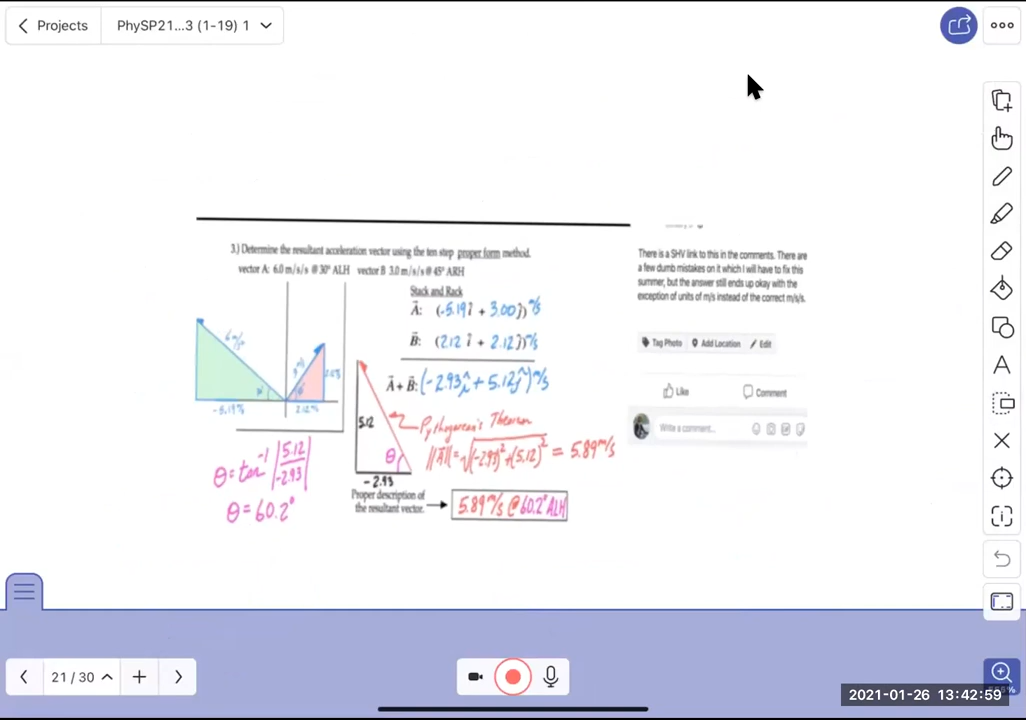 Projects
PhySP21...3 (1-19) 1
3.) Determine the resultant acceleration vector using the ten step proper form method.
vector A: 6.0 m/s/s @ 30° ALH vector B 3.0 m/s/s @ 45° ARH
Stack and Rack
A: (-5.19 î + 3.00 ĵ) m/s
B: (2.12 î + 2.12 ĵ) m/s
A + B: (-2.93 î + 5.12 ĵ) m/s
6 m/s
-5.19 m/s
2.12 m/s
5.12
Pythagorean's Theorem
||A|| = √(-2.93)² + (5.12)² = 5.89 m/s
θ
-2.93
θ = tan⁻¹ |5.12/-2.93|
θ = 60.2°
Proper description of
the resultant vector.
5.89 m/s @ 60.2° ALH
There is a SHV link to this in the comments. There are
a few dumb mistakes on it which I will have to fix this
summer, but the answer still ends up okay with the
exception of units of m/s instead of the correct m/s/s.
Tag Photo Add Location Edit
Like Comment
Write a comment...
A
21 / 30
2021-01-26 13:42:59